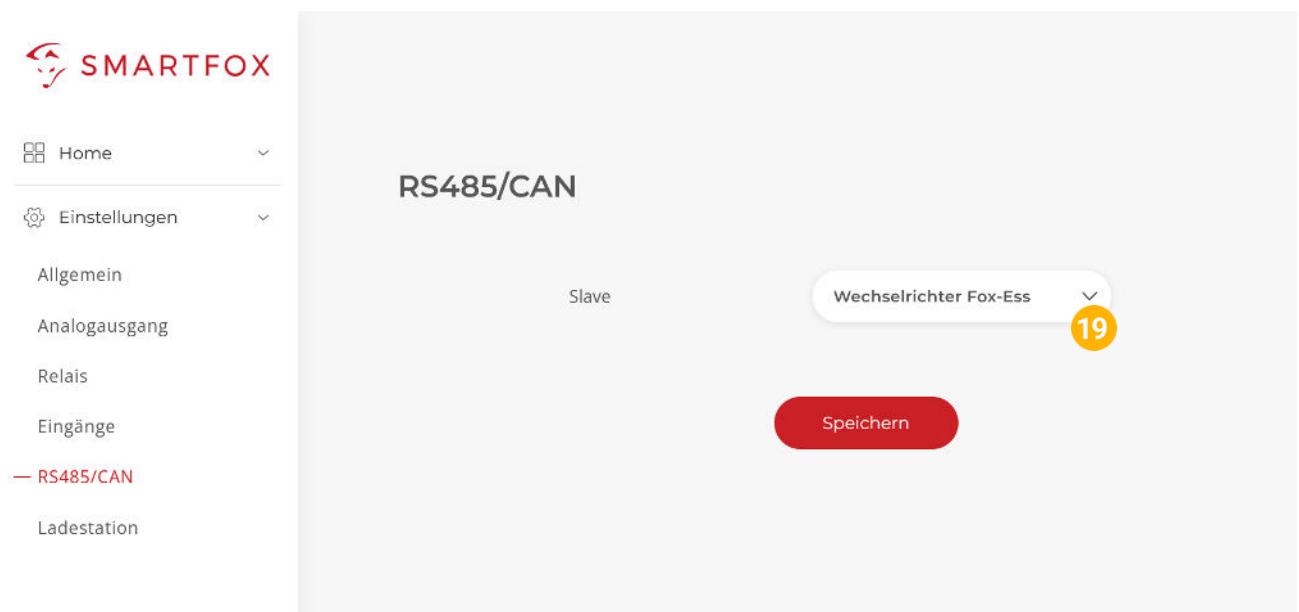 SMARTFOX
Home
Einstellungen
Allgemein
Analogausgang
Relais
Eingänge
RS485/CAN
Ladestation
RS485/CAN
Slave
Wechselrichter Fox-Ess
19
Speichern